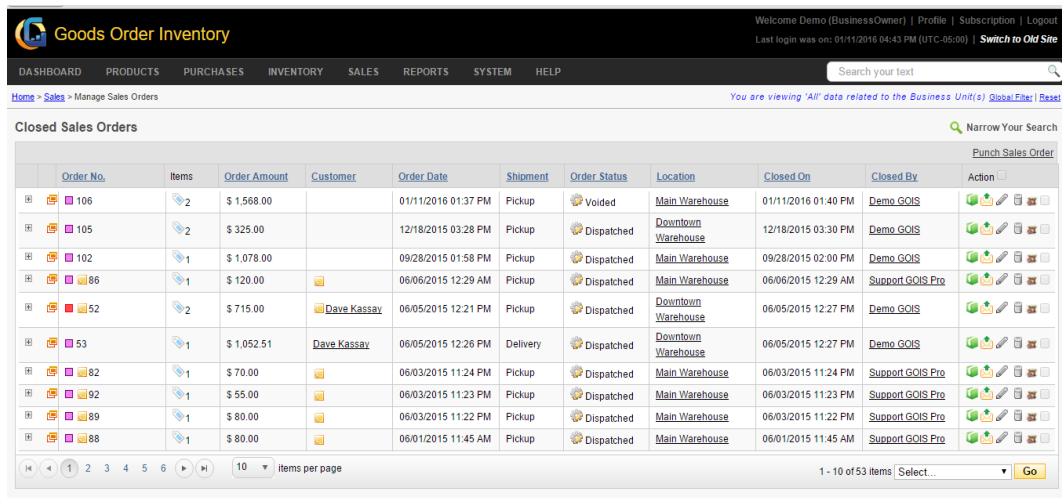 Welcome Demo (BusinessOwner) | Profile | Subscription | Logout
Goods Order Inventory
Last login was on: 01/11/2016 04:43 PM (UTC-05:00) | Switch to Old Site
DASHBOARD PRODUCTS PURCHASES INVENTORY SALES REPORTS SYSTEM HELP Search your text
Home > Sales > Manage Sales Orders You are viewing 'All' data related to the Business Unit(s) Global Filter | Reset
Closed Sales Orders Narrow Your Search
Punch Sales Order
Order No. Items Order Amount Customer Order Date Shipment Order Status Location Closed On Closed By Action
106 2 $ 1,568.00 01/11/2016 01:37 PM Pickup Voided Main Warehouse 01/11/2016 01:40 PM Demo GOIS
105 2 $ 325.00 12/18/2015 03:28 PM Pickup Dispatched Downtown Warehouse 12/18/2015 03:30 PM Demo GOIS
102 1 $ 1,078.00 09/28/2015 01:58 PM Pickup Dispatched Main Warehouse 09/28/2015 02:00 PM Demo GOIS
86 1 $ 120.00 06/06/2015 12:29 AM Pickup Dispatched Main Warehouse 06/06/2015 12:29 AM Support GOIS Pro
52 2 $ 715.00 Dave Kassay 06/05/2015 12:21 PM Pickup Dispatched Downtown Warehouse 06/05/2015 12:27 PM Demo GOIS
53 1 $ 1,052.51 Dave Kassay 06/05/2015 12:26 PM Delivery Dispatched Downtown Warehouse 06/05/2015 12:27 PM Demo GOIS
82 1 $ 70.00 06/03/2015 11:24 PM Pickup Dispatched Main Warehouse 06/03/2015 11:24 PM Support GOIS Pro
92 1 $ 55.00 06/03/2015 11:23 PM Pickup Dispatched Main Warehouse 06/03/2015 11:23 PM Support GOIS Pro
89 1 $ 80.00 06/03/2015 11:22 PM Pickup Dispatched Main Warehouse 06/03/2015 11:22 PM Support GOIS Pro
88 1 $ 80.00 06/01/2015 11:45 AM Pickup Dispatched Main Warehouse 06/01/2015 11:45 AM Support GOIS Pro
1 2 3 4 5 6 10 items per page 1 - 10 of 53 items Select... Go